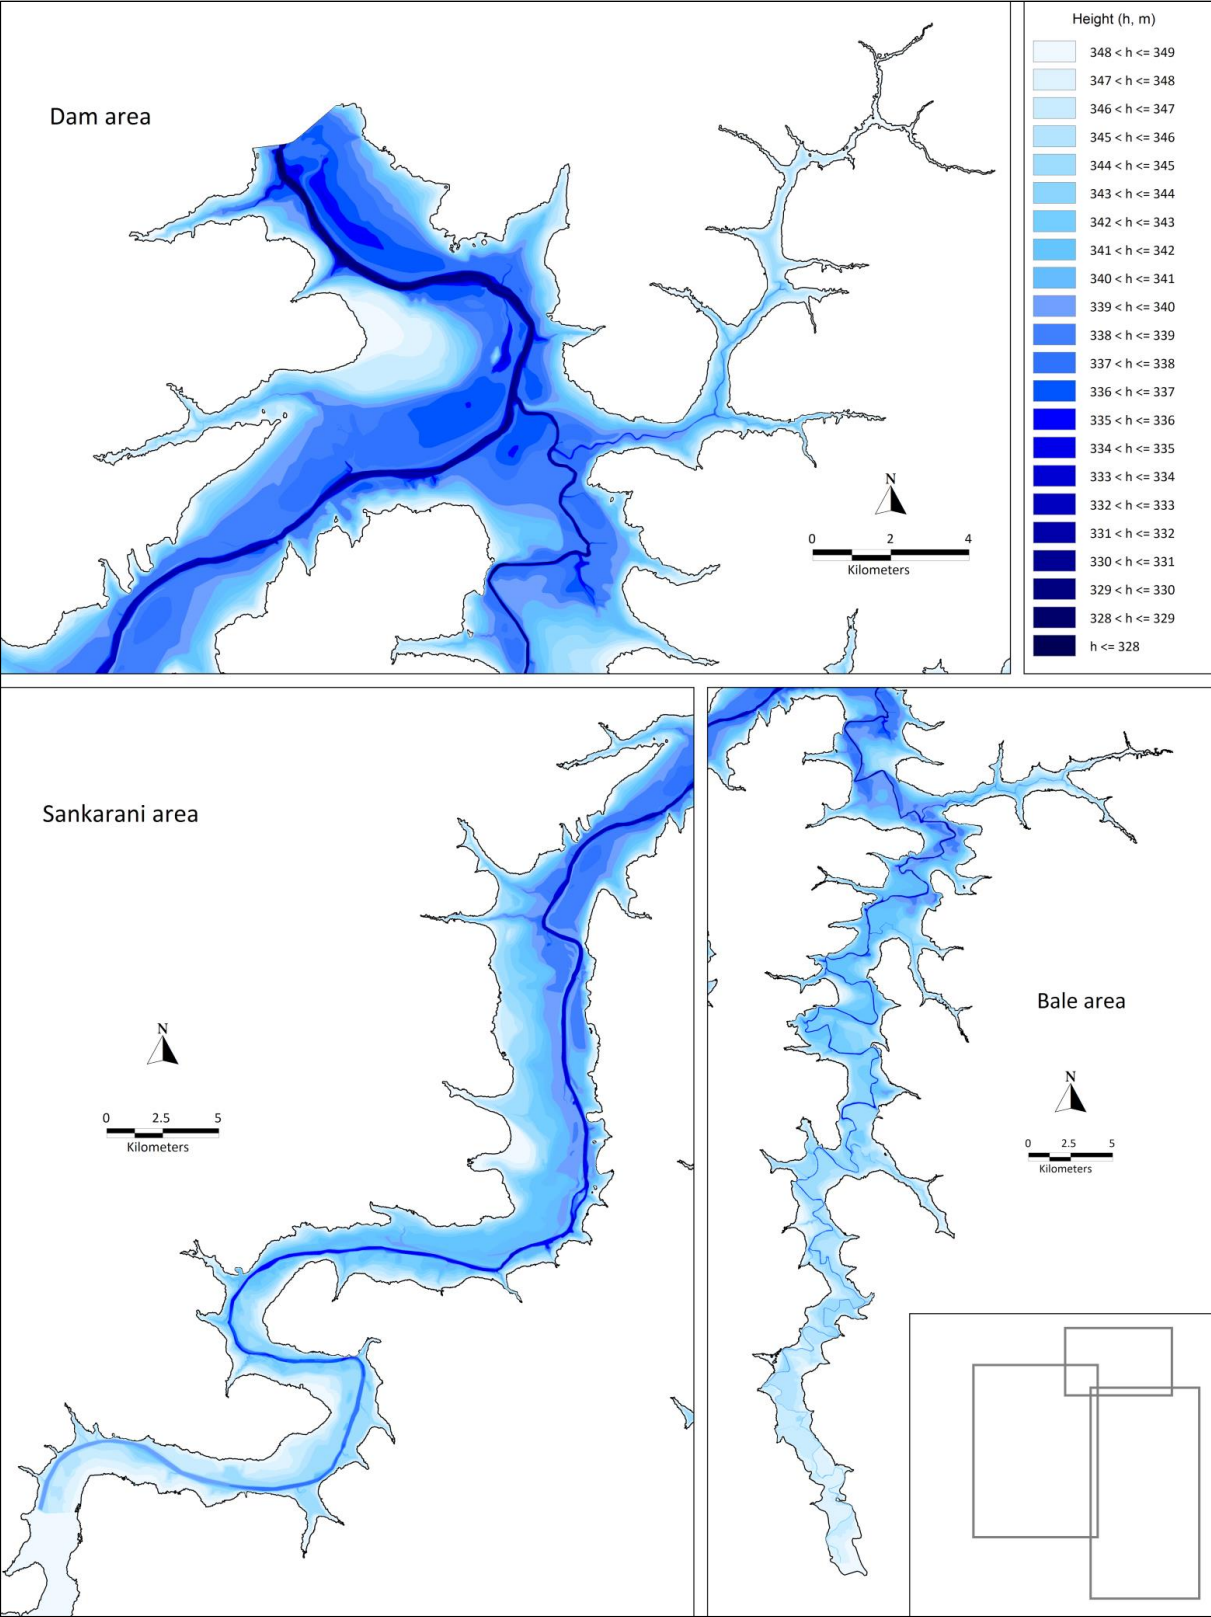 Dam area
N
0 2 4
Kilometers
Height (h, m)
348 < h <= 349
347 < h <= 348
346 < h <= 347
345 < h <= 346
344 < h <= 345
343 < h <= 344
342 < h <= 343
341 < h <= 342
340 < h <= 341
339 < h <= 340
338 < h <= 339
337 < h <= 338
336 < h <= 337
335 < h <= 336
334 < h <= 335
333 < h <= 334
332 < h <= 333
331 < h <= 332
330 < h <= 331
329 < h <= 330
328 < h <= 329
h <= 328
Sankarani area
N
0 2.5 5
Kilometers
Bale area
N
0 2.5 5
Kilometers